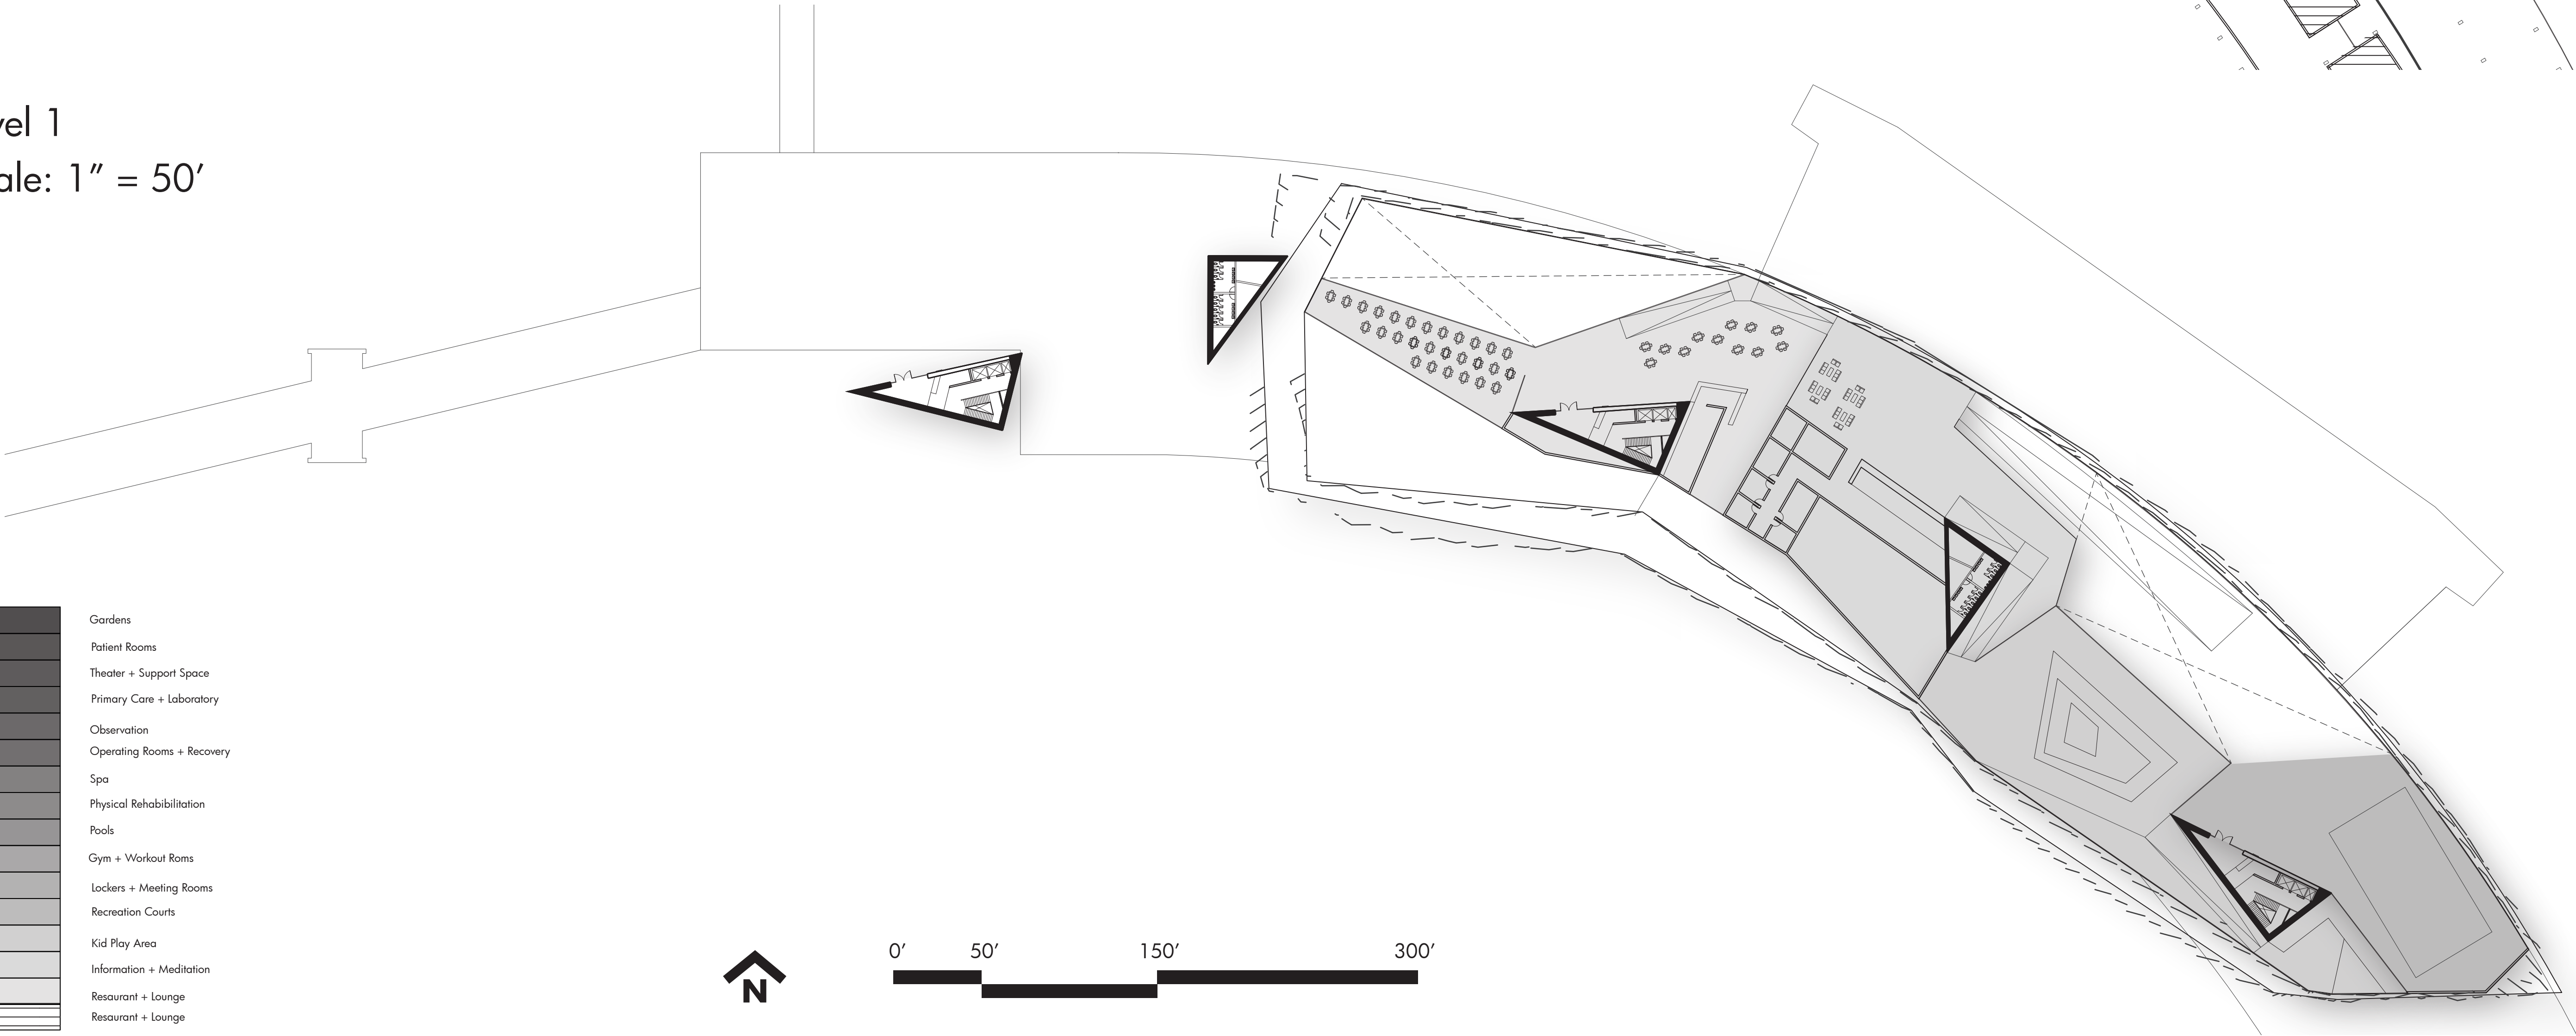 vel 1
ale: 1” = 50’
Gardens
Patient Rooms
Theater + Support Space
Primary Care + Laboratory
Observation
Operating Rooms + Recovery
Spa
Physical Rehabibilitation
Pools
Gym + Workout Roms
Lockers + Meeting Rooms
Recreation Courts
Kid Play Area
Information + Meditation
Resaurant + Lounge
Resaurant + Lounge
N
0’ 50’ 150’ 300’